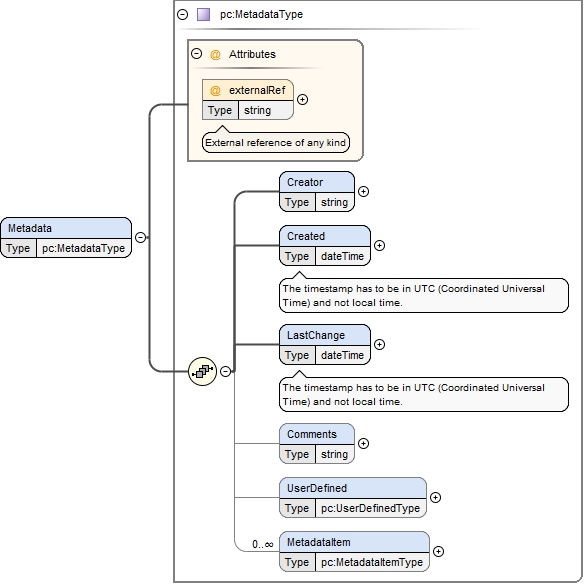 pc:MetadataType
@ Attributes
@ externalRef
Type string
External reference of any kind
Creator
Type string
Metadata
Type pc:MetadataType
Created
Type dateTime
The timestamp has to be in UTC (Coordinated Universal
Time) and not local time.
LastChange
Type dateTime
The timestamp has to be in UTC (Coordinated Universal
Time) and not local time.
Comments
Type string
UserDefined
Type pc:UserDefinedType
0..∞
MetadataItem
Type pc:MetadataItemType